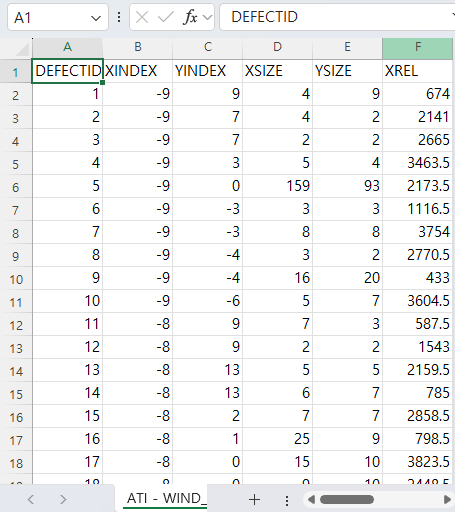 A1 fx DEFECTID
A B C D E F
1 DEFECTID XINDEX YINDEX XSIZE YSIZE XREL
2 1 -9 9 4 9 674
3 2 -9 7 4 2 2141
4 3 -9 7 2 2 2665
5 4 -9 3 5 4 3463.5
6 5 -9 0 159 93 2173.5
7 6 -9 -3 3 3 1116.5
8 7 -9 -3 8 8 3754
9 8 -9 -4 3 2 2770.5
10 9 -9 -4 16 20 433
11 10 -9 -6 5 7 3604.5
12 11 -8 9 7 3 587.5
13 12 -8 9 2 2 1543
14 13 -8 13 5 5 2159.5
15 14 -8 13 6 7 785
16 15 -8 2 7 7 2858.5
17 16 -8 1 25 9 798.5
18 17 -8 0 15 10 3823.5
ATI - WIND_